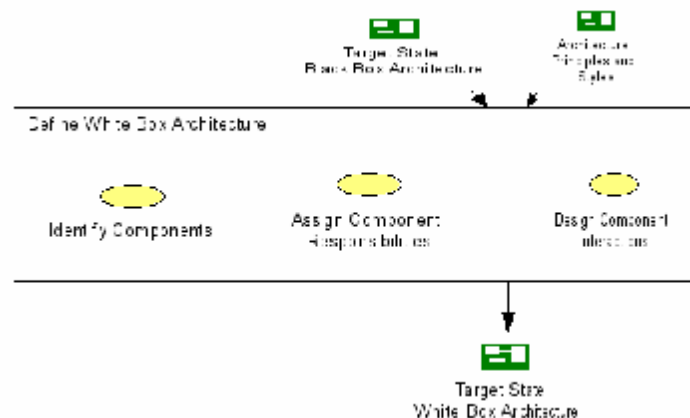 Target State
Black Box Architecture
Architecture
Principles and
Styles
Define White Box Architecture
Identify Components
Assign Component
Responsibilities
Design Component
Interactions
Target State
White Box Architecture